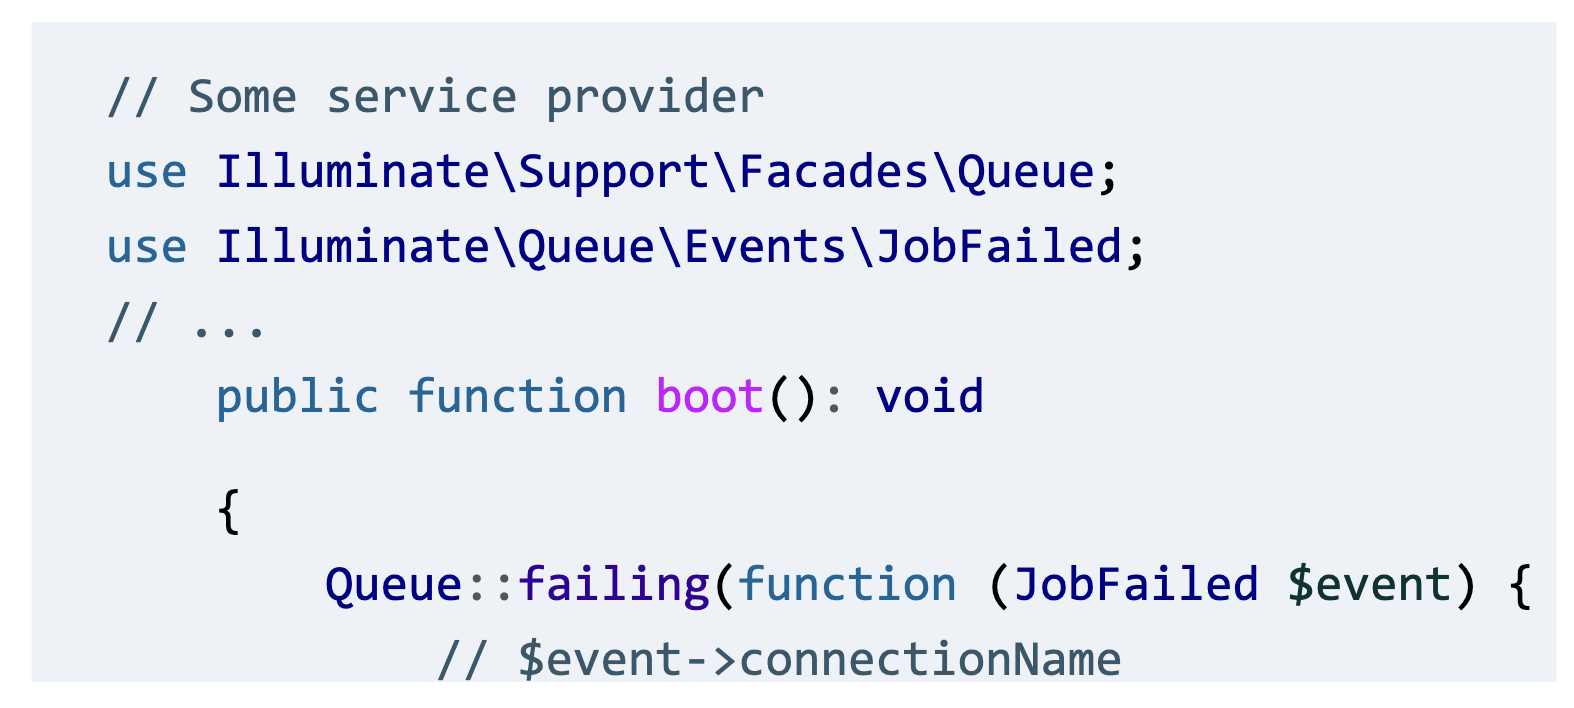 // Some service provider
use Illuminate\Support\Facades\Queue;
use Illuminate\Queue\Events\JobFailed;
// ...
public function boot(): void
{
Queue::failing(function (JobFailed $event) {
// $event->connectionName